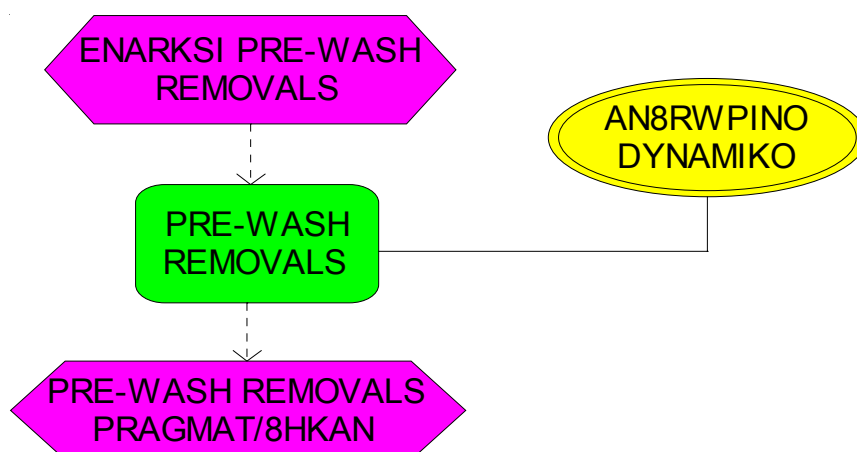 ENARKSI PRE-WASH
REMOVALS
AN8RWPINO
DYNAMIKO
PRE-WASH
REMOVALS
PRE-WASH REMOVALS
PRAGMAT/8HKAN